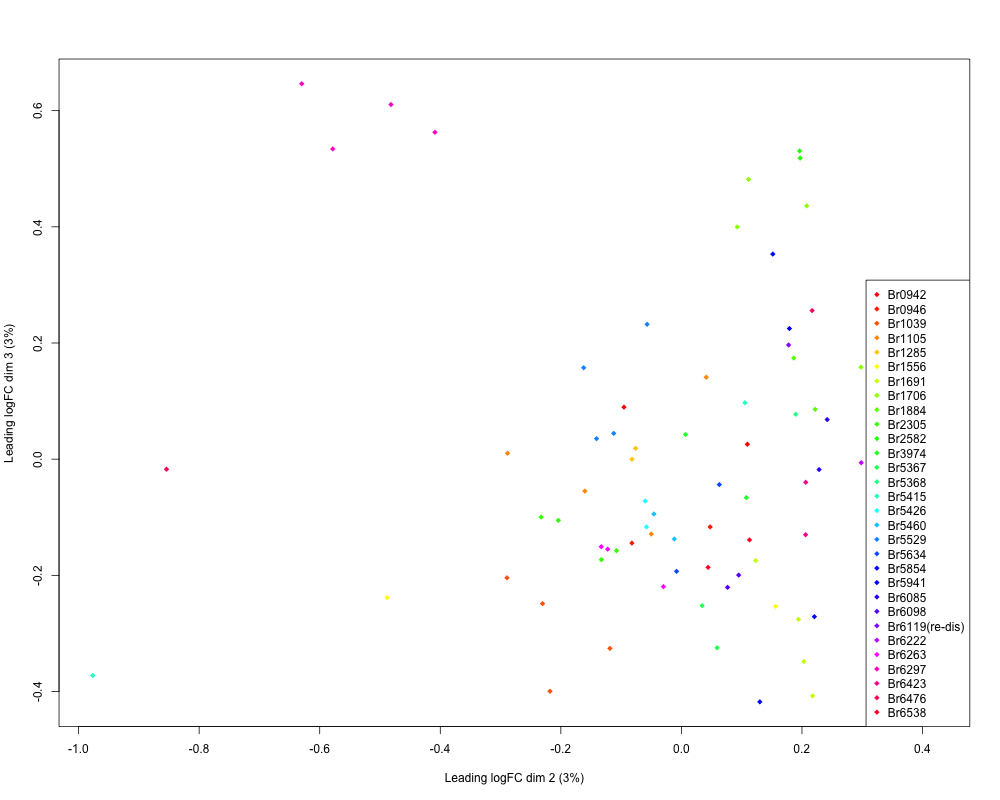 0.6
0.4
0.2
0.0
-0.2
-0.4
Leading logFC dim 3 (3%)
Br0942
Br0946
Br1039
Br1105
Br1285
Br1556
Br1691
Br1706
Br1884
Br2305
Br2582
Br3974
Br5367
Br5368
Br5415
Br5426
Br5460
Br5529
Br5634
Br5854
Br5941
Br6085
Br6098
Br6119(re-dis)
Br6222
Br6263
Br6297
Br6423
Br6476
Br6538
-1.0 -0.8 -0.6 -0.4 -0.2 0.0 0.2 0.4
Leading logFC dim 2 (3%)